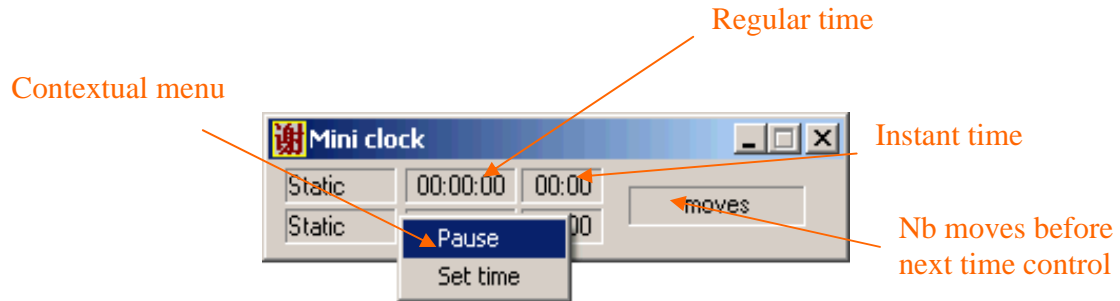 Regular time
Contextual menu
谢 Mini clock
Instant time
Static 00:00:00 00:00 moves
Static 00
Pause
Set time
Nb moves before
next time control